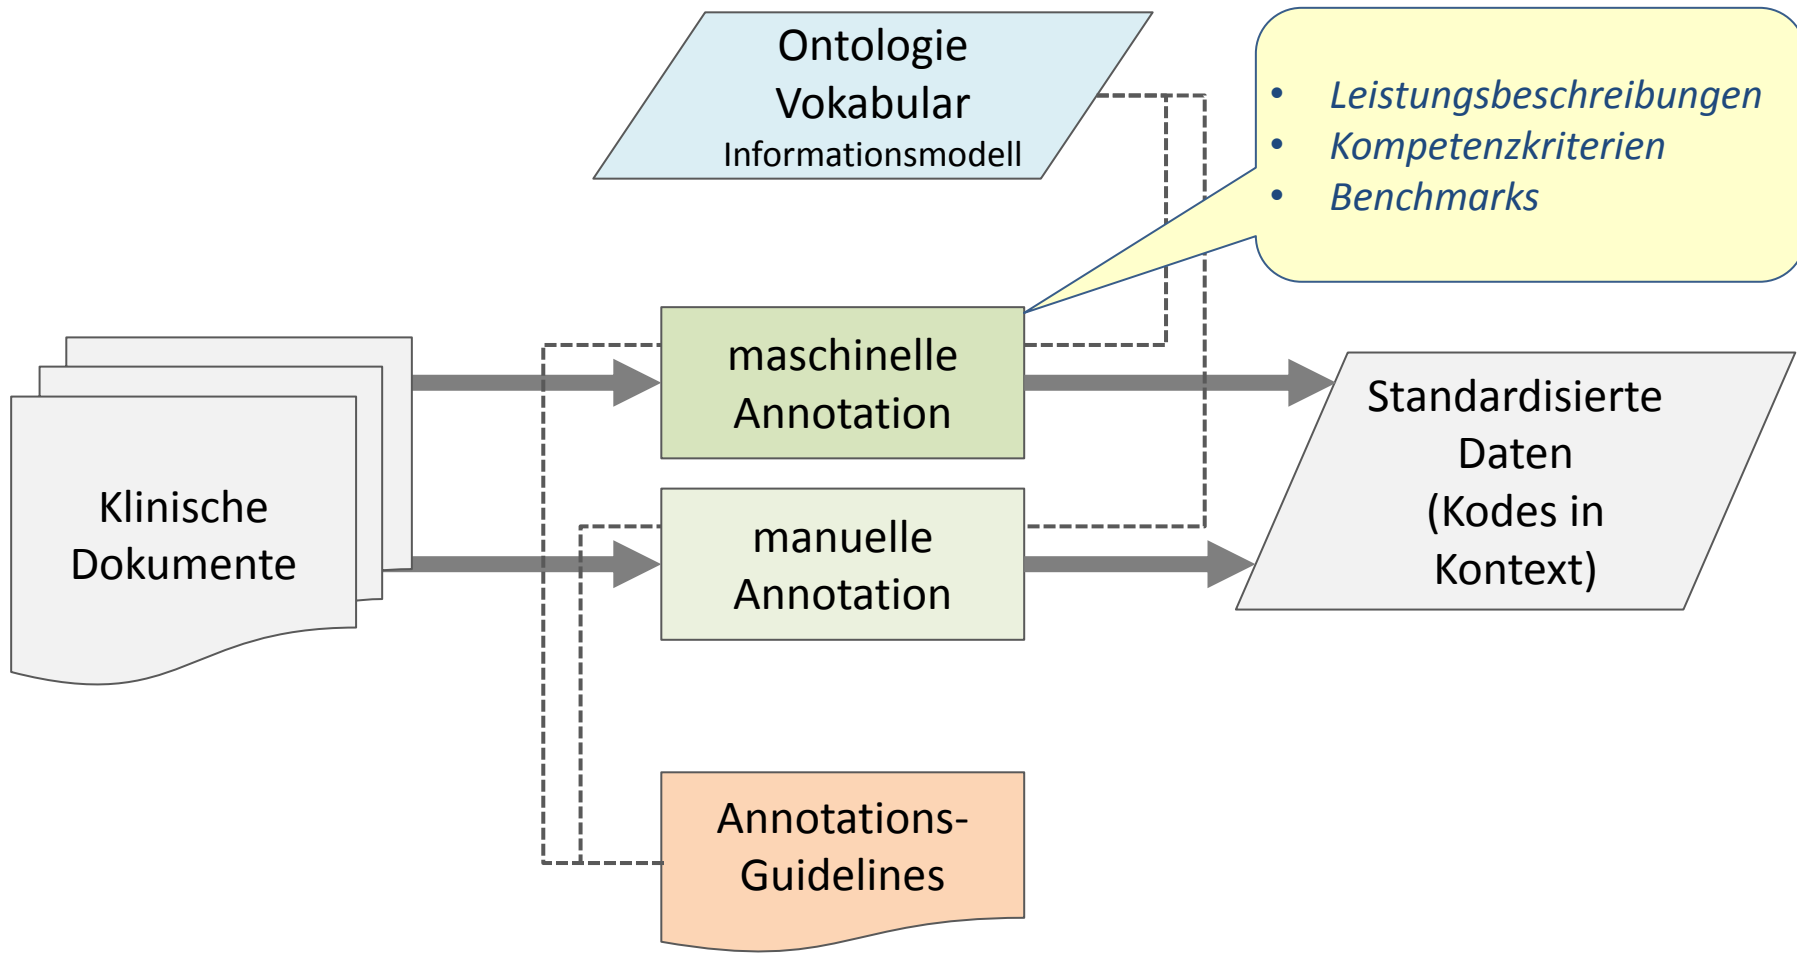 Ontologie
Vokabular
Informationsmodell
• Leistungsbeschreibungen
• Kompetenzkriterien
• Benchmarks
maschinelle
Annotation
Standardisierte
Daten
(Kodes in
Kontext)
Klinische
Dokumente
manuelle
Annotation
Annotations-
Guidelines